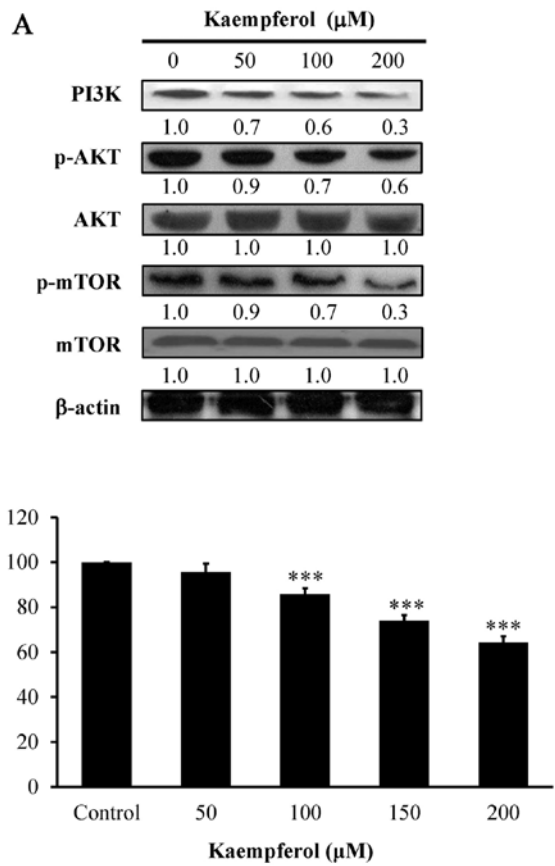 A
Kaempferol (μM)
0 50 100 200
PI3K
1.0 0.7 0.6 0.3
p-AKT
1.0 0.9 0.7 0.6
AKT
1.0 1.0 1.0 1.0
p-mTOR
1.0 0.9 0.7 0.3
mTOR
1.0 1.0 1.0 1.0
β-actin
120
100
80
60
40
20
0
***
***
***
Control 50 100 150 200
Kaempferol (μM)